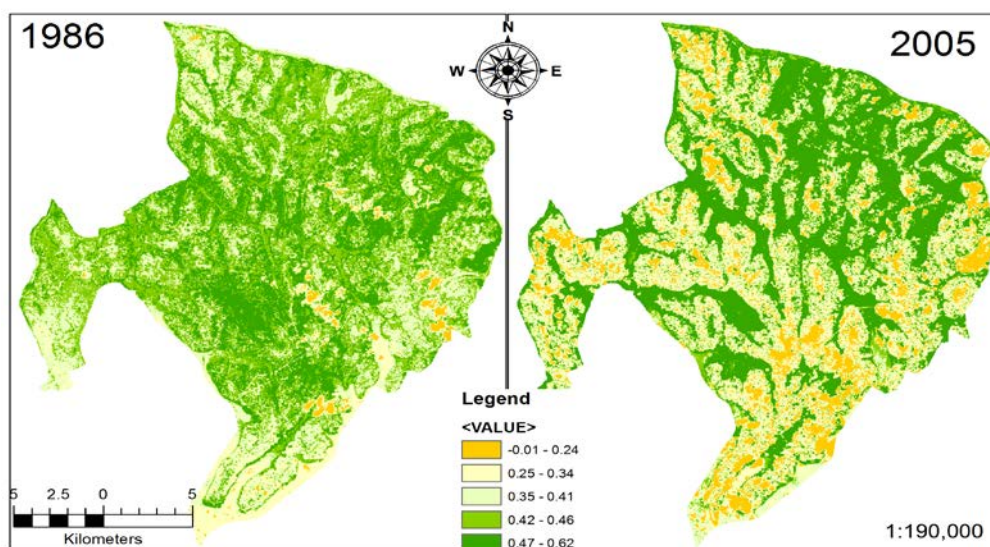 1986
N
W E
S
2005
Legend
<VALUE>
-0.01 - 0.24
0.25 - 0.34
0.35 - 0.41
0.42 - 0.46
0.47 - 0.62
5 2.5 0 5
Kilometers
1:190,000